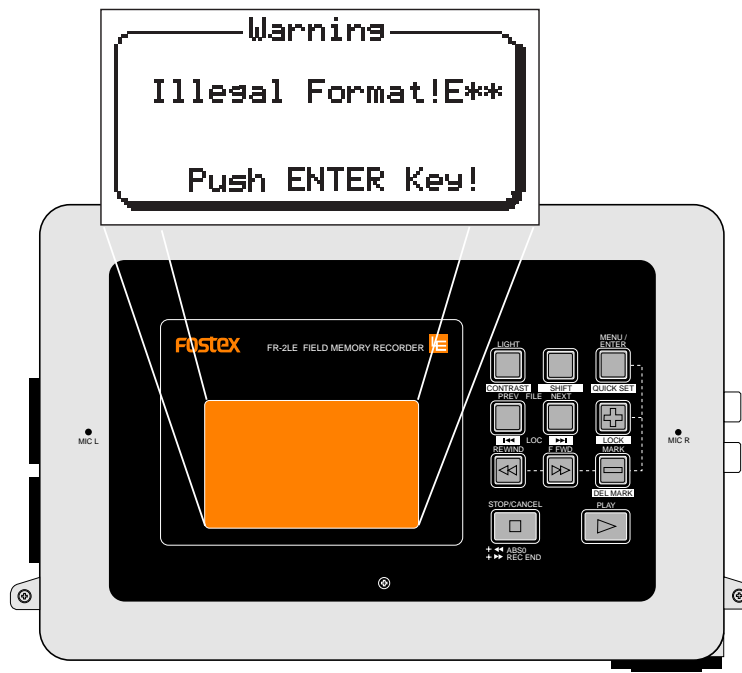 Warning
Illegal Format!E**
Push ENTER Key!
Fostex
FR-2LE FIELD MEMORY RECORDER LE
LIGHT
MENU / ENTER
CONTRAST
SHIFT
QUICK SET
PREV FILE NEXT
LOC
LOCK
REWIND
F FWD
MARK
DEL MARK
STOP/CANCEL
PLAY
ABS0
REC END
MIC L
MIC R